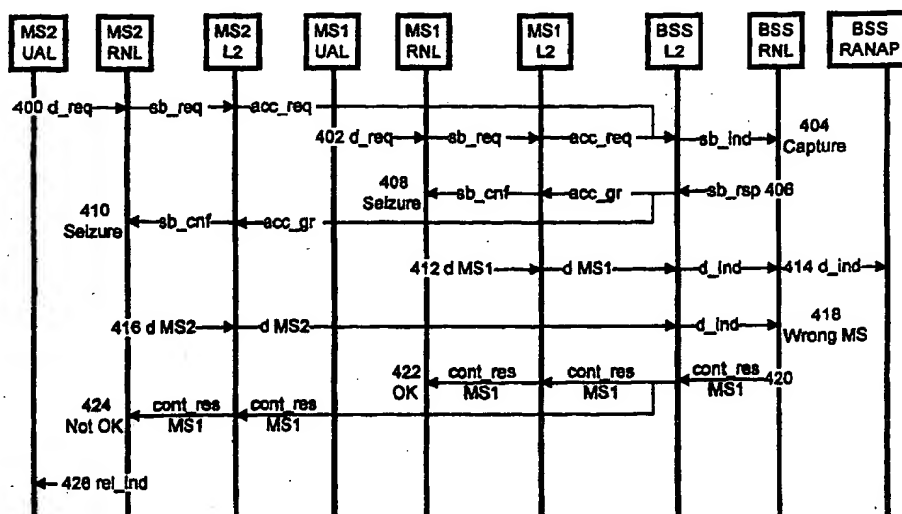 MS2 UAL
MS2 RNL
MS2 L2
MS1 UAL
MS1 RNL
MS1 L2
BSS L2
BSS RNL
BSS RANAP
400 d_req sb_req acc_req
402 d_req sb_req acc_req sb_ind 404 Capture
408 Seizure sb_cnf acc_gr sb_rsp 406
410 Seizure sb_cnf acc_gr
412 d MS1 d MS1 d_ind 414 d_ind
416 d MS2 d MS2 d_ind 418 Wrong MS
422 OK cont_res MS1 cont_res MS1 cont_res MS1 420
424 Not OK cont_res MS1 cont_res MS1
426 rel_ind